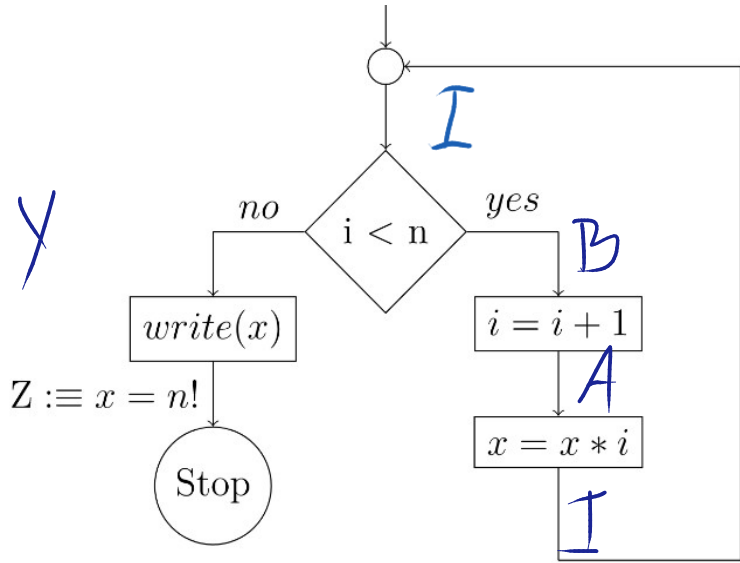 I
no
yes
i < n
Y
B
write(x)
i = i + 1
Z :≡ x = n!
A
x = x * i
Stop
I